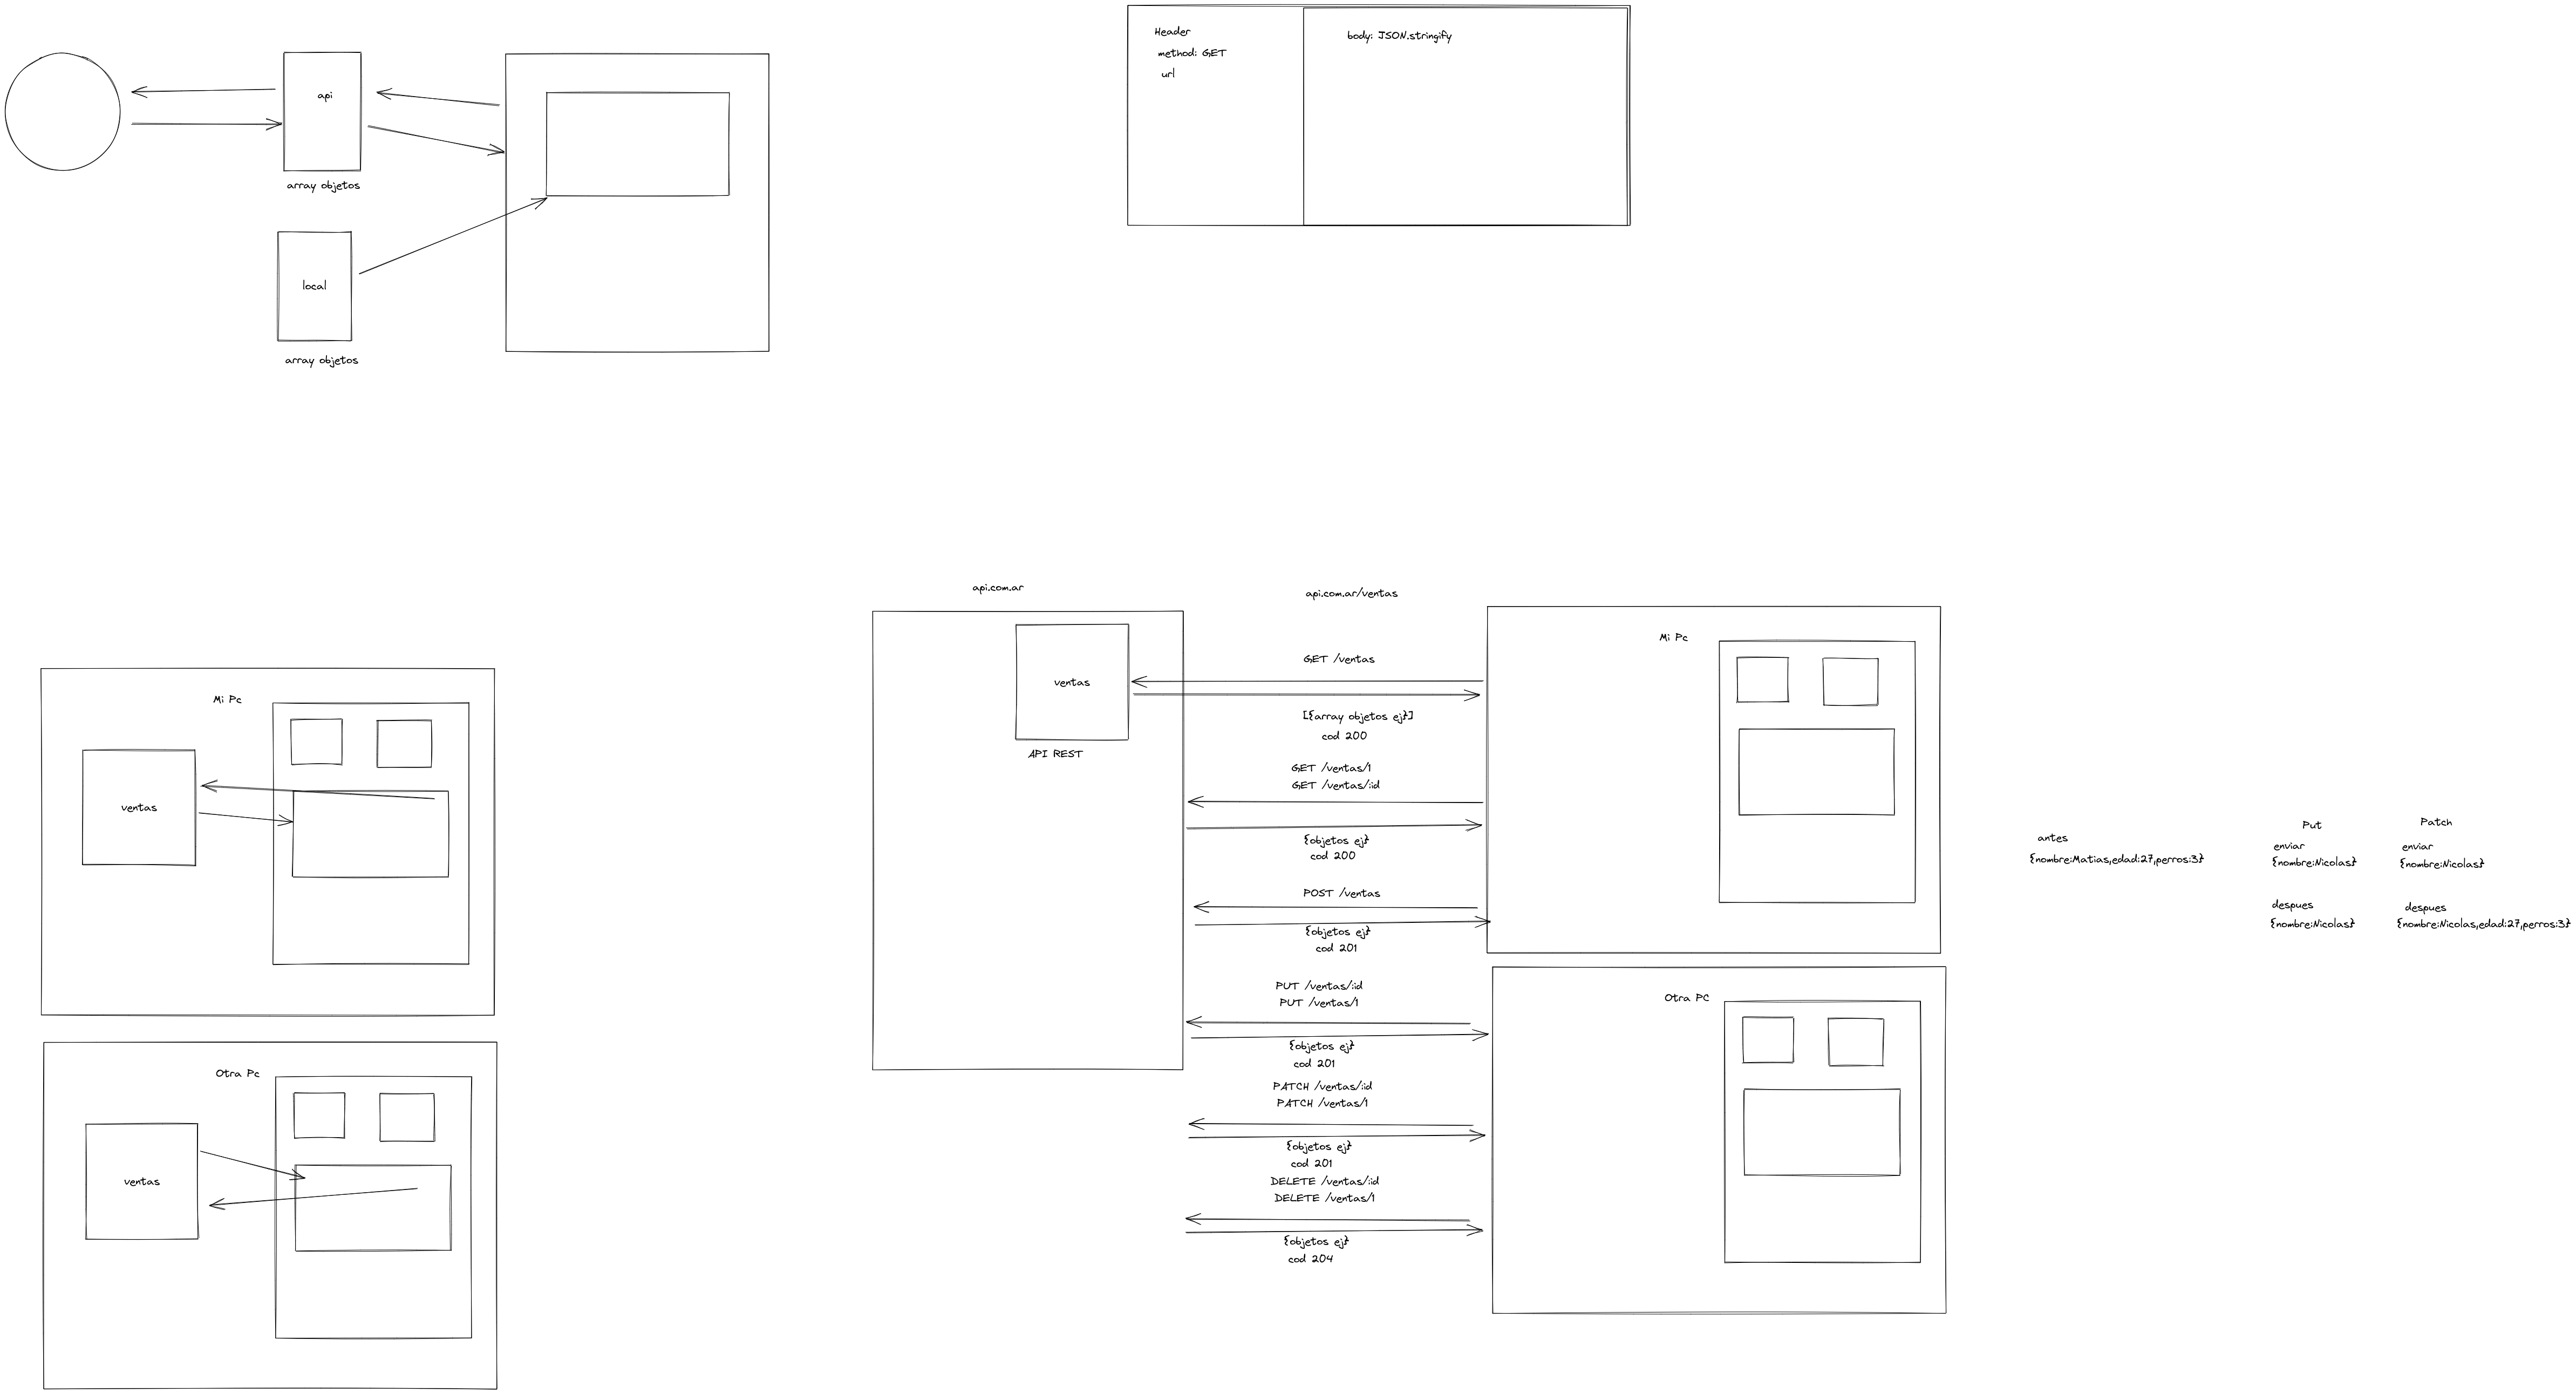 api
array objetos
local
array objetos
Header
method: GET
url
body: JSON.stringify
Mi Pc
ventas
Otra Pc
ventas
api.com.ar
api.com.ar/ventas
ventas
API REST
GET /ventas
[{array objetos ej}]
cod 200
GET /ventas/1
GET /ventas/:id
{objetos ej}
cod 200
POST /ventas
{objetos ej}
cod 201
PUT /ventas/:id
PUT /ventas/1
{objetos ej}
cod 201
PATCH /ventas/:id
PATCH /ventas/1
{objetos ej}
cod 201
DELETE /ventas/:id
DELETE /ventas/1
{objetos ej}
cod 204
Mi Pc
Otra PC
antes
{nombre:Matias,edad:27,perros:3}
Put
enviar
{nombre:Nicolas}
despues
{nombre:Nicolas}
Patch
enviar
{nombre:Nicolas}
despues
{nombre:Nicolas,edad:27,perros:3}